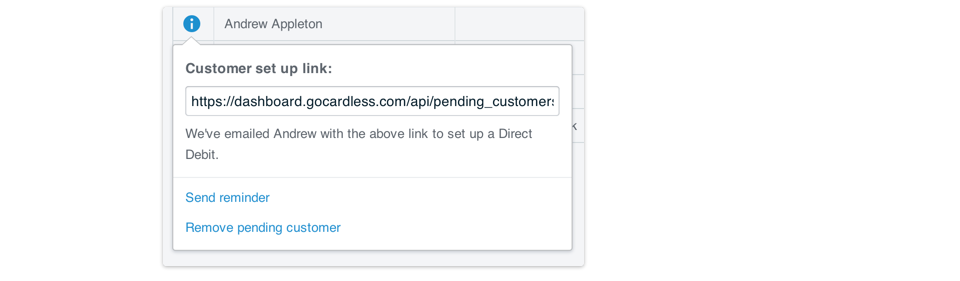 Andrew Appleton
Customer set up link:
https://dashboard.gocardless.com/api/pending_customers
We've emailed Andrew with the above link to set up a Direct
Debit.
Send reminder
Remove pending customer